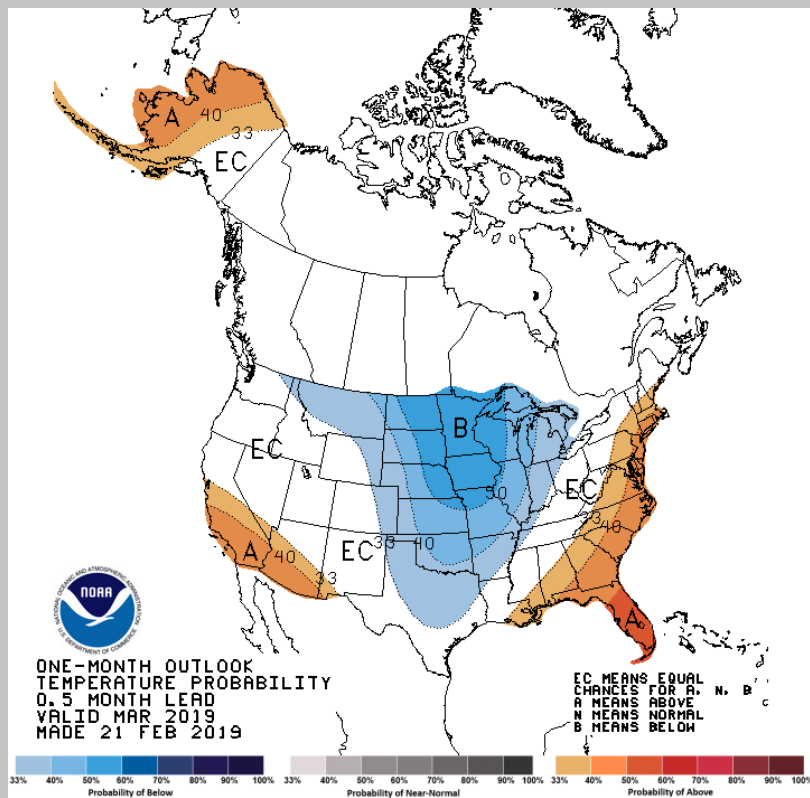 A
40
33
EC
B
EC
50
EC
33
40
A
40
33
EC
33
40
A
NATIONAL OCEANIC AND ATMOSPHERIC ADMINISTRATION
NOAA
U.S. DEPARTMENT OF COMMERCE
ONE-MONTH OUTLOOK
TEMPERATURE PROBABILITY
0.5 MONTH LEAD
VALID MAR 2019
MADE 21 FEB 2019
EC MEANS EQUAL
CHANCES FOR A, N, B
A MEANS ABOVE
N MEANS NORMAL
B MEANS BELOW
33% 40% 50% 60% 70% 80% 90% 100%
Probability of Below
33% 40% 50% 60% 70% 80% 90% 100%
Probability of Near-Normal
33% 40% 50% 60% 70% 80% 90% 100%
Probability of Above